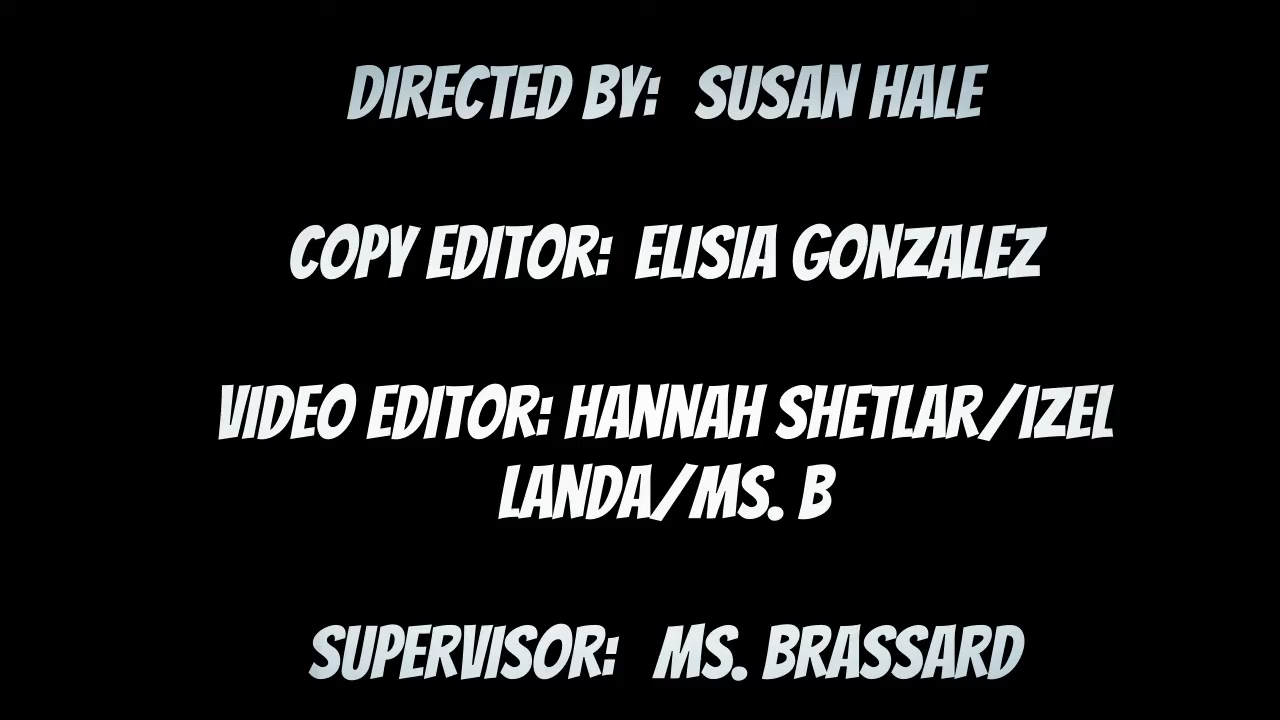 DIRECTED BY: SUSAN HALE
COPY EDITOR: ELISIA GONZALEZ
VIDEO EDITOR: HANNAH SHETLAR/IZEL
LANDA/MS. B
SUPERVISOR: MS. BRASSARD